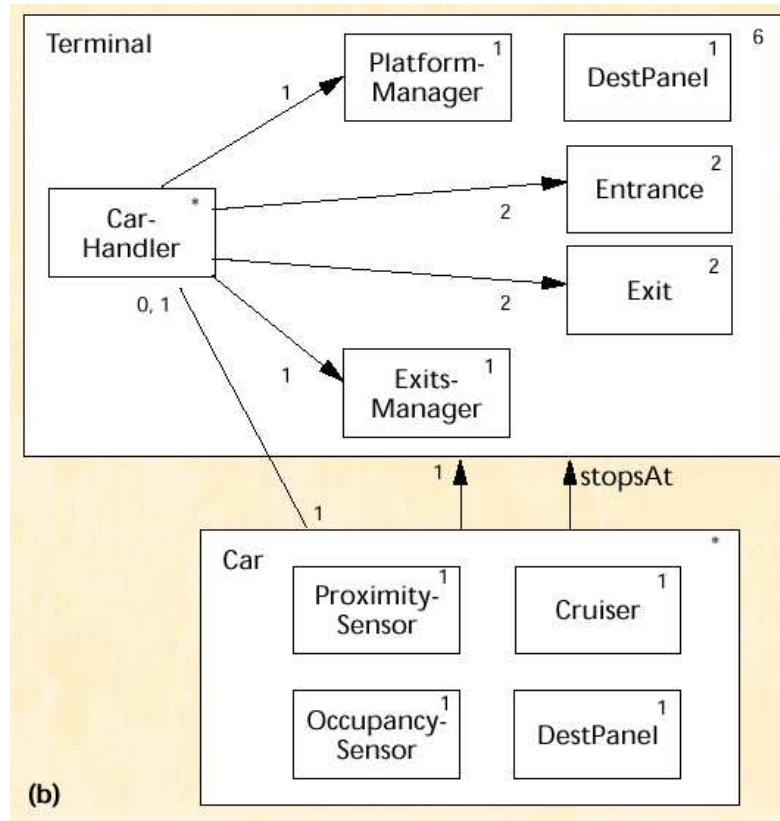 Terminal
6
Platform-
Manager
1
DestPanel
1
1
Entrance
2
2
Car-
Handler
*
Exit
2
2
0, 1
Exits-
Manager
1
1
1
stopsAt
1
Car
*
Proximity-
Sensor
1
Cruiser
1
Occupancy-
Sensor
1
DestPanel
1
(b)